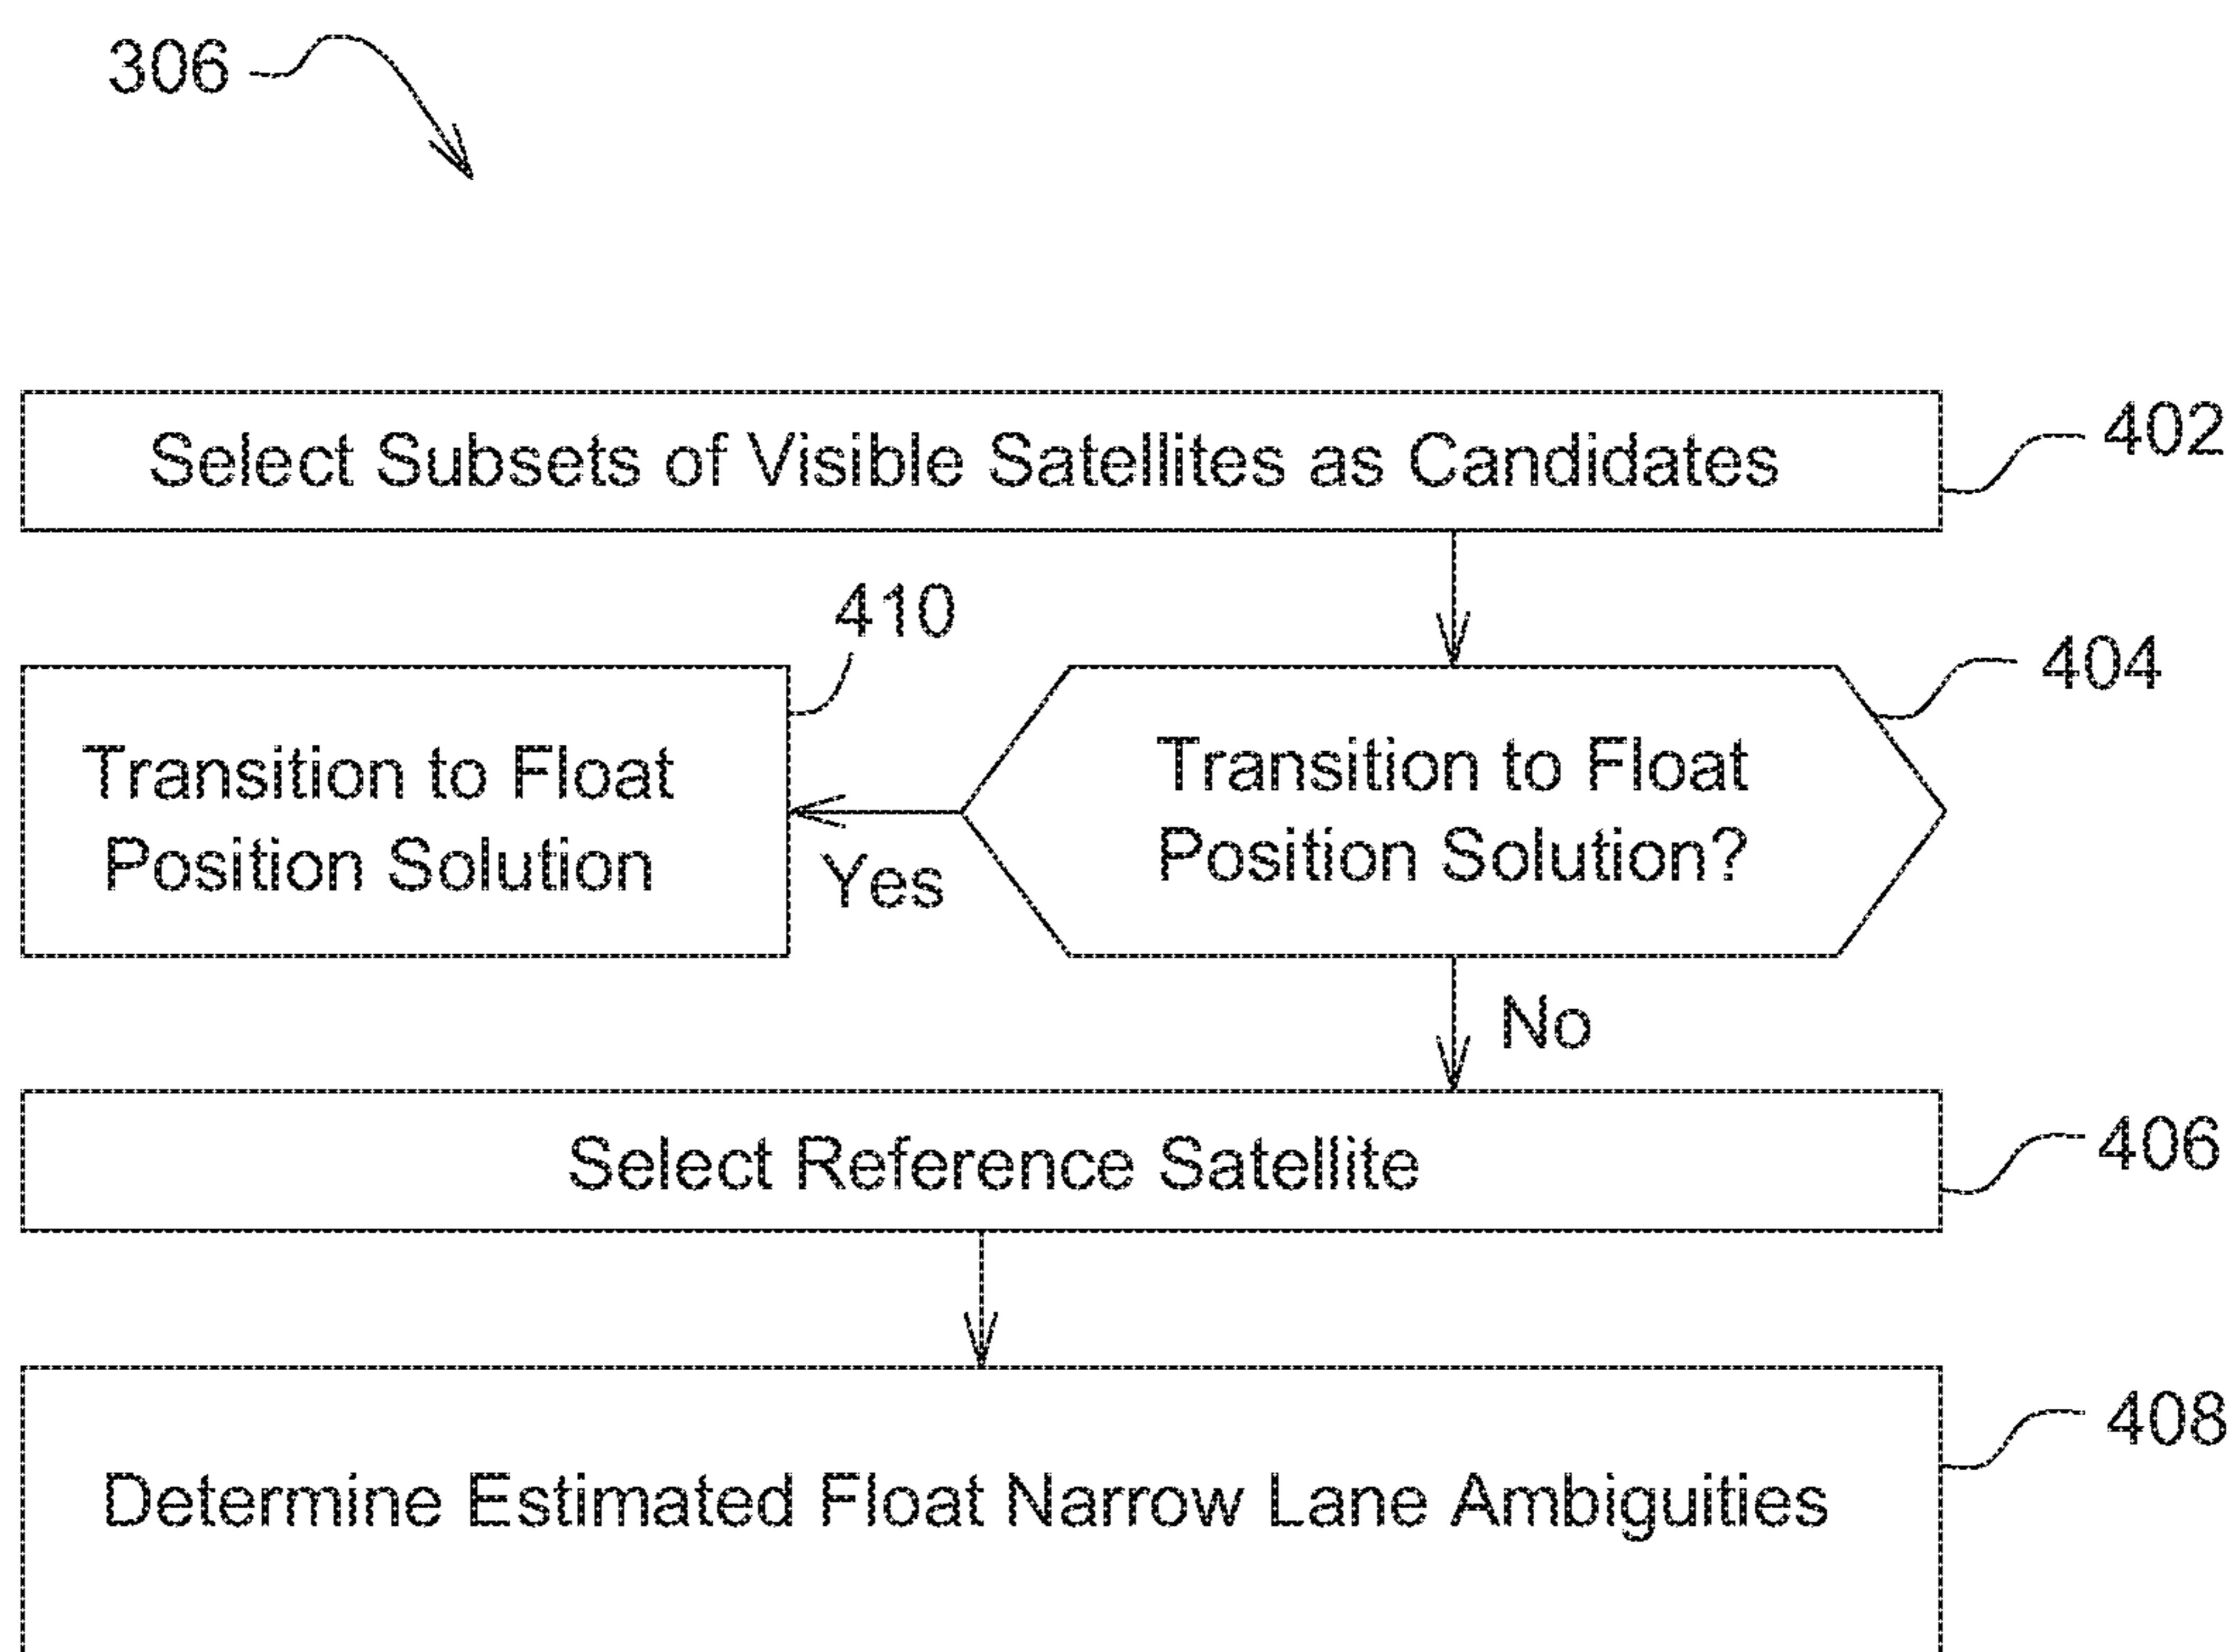 306
Select Subsets of Visible Satellites as Candidates
402
410
Transition to Float
Position Solution
Yes
Transition to Float
Position Solution?
404
No
Select Reference Satellite
406
Determine Estimated Float Narrow Lane Ambiguities
408